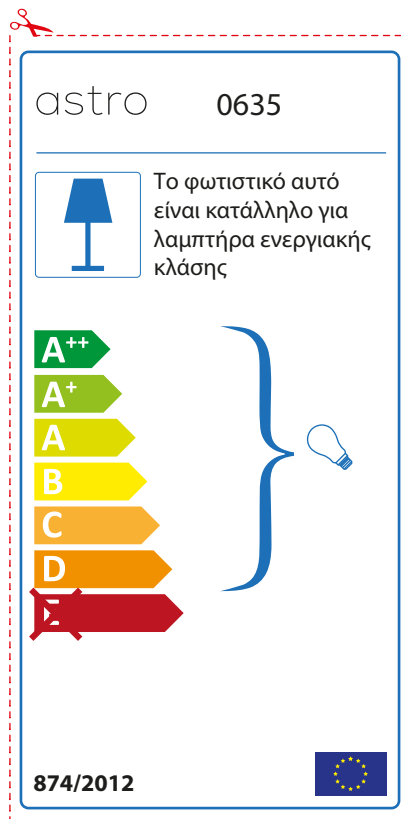 astro 0635
Το φωτιστικό αυτό
είναι κατάλληλο για
λαμπτήρα ενεργιακής
κλάσης
A++
A+
A
B
C
D
E
874/2012